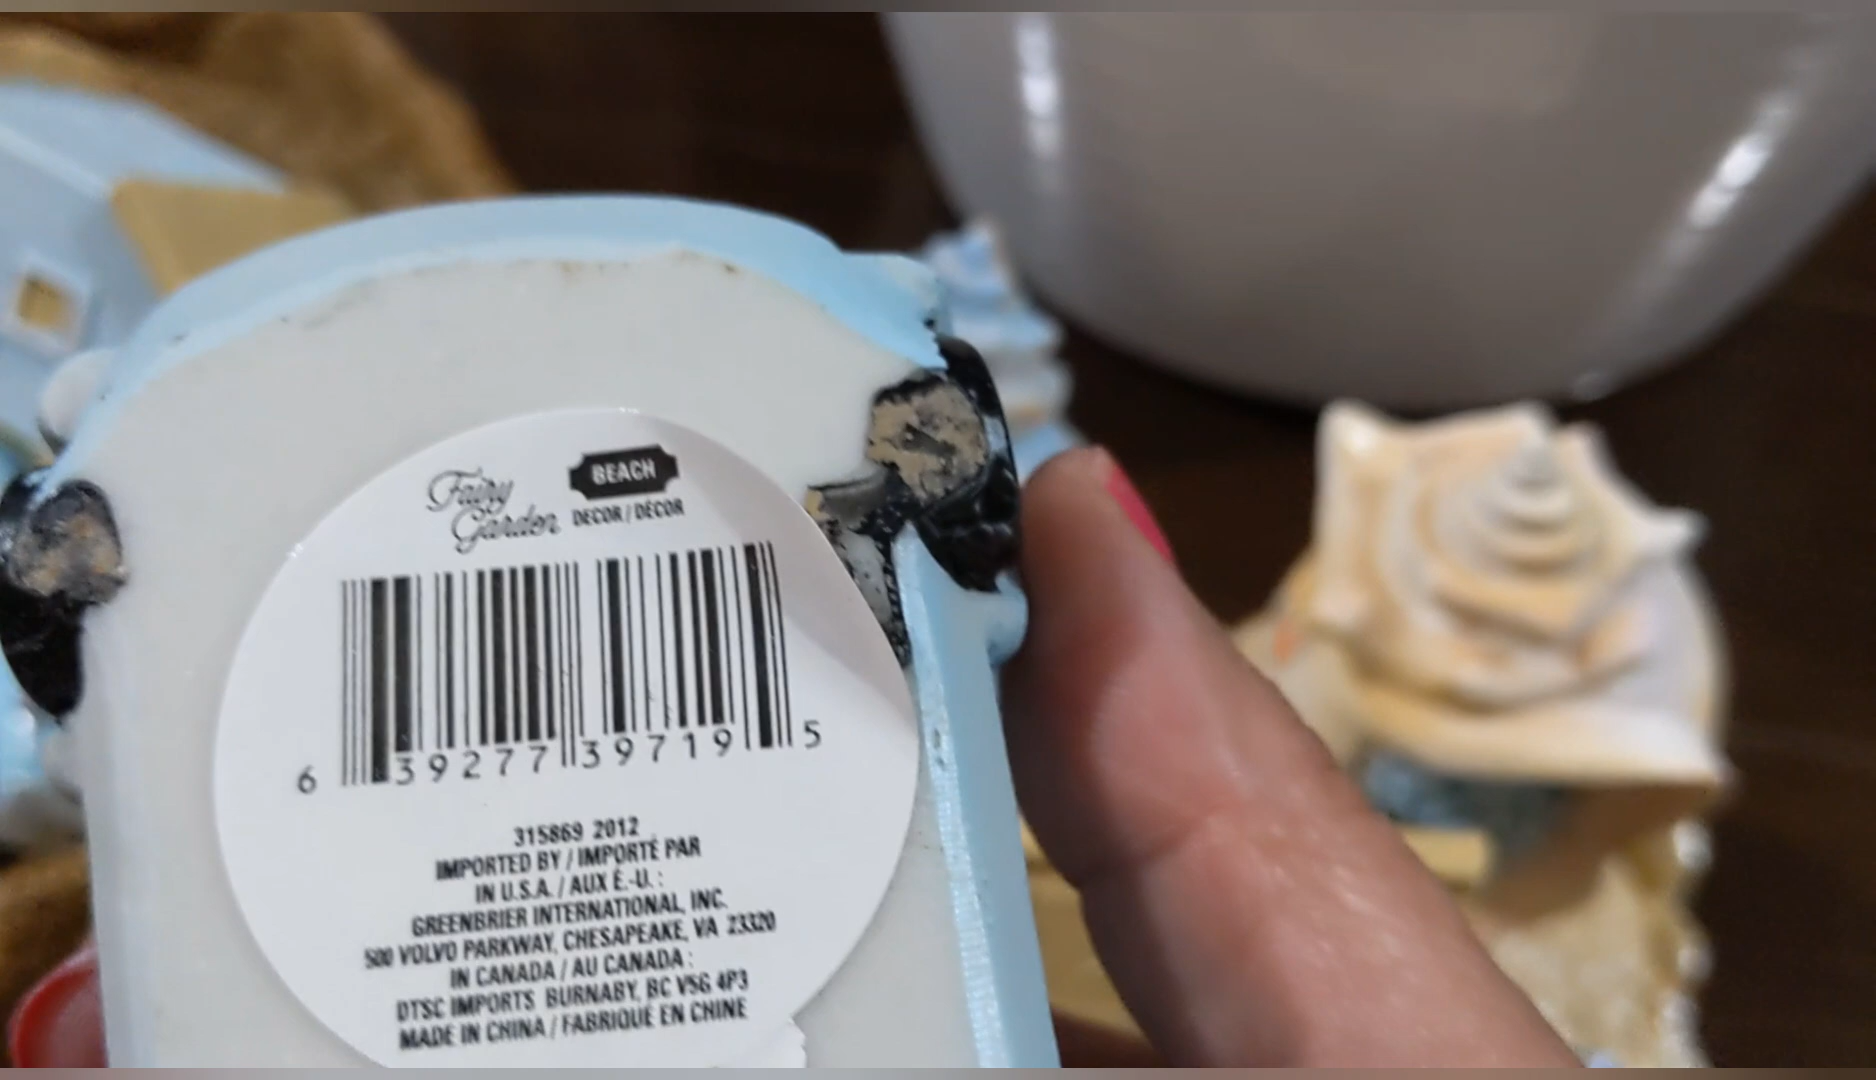 Fairy Garden BEACH
DECOR / DÉCOR
6 39277 39719 5
315869 2012
IMPORTED BY / IMPORTÉ PAR
IN U.S.A. / AUX É.-U. :
GREENBRIER INTERNATIONAL, INC.
500 VOLVO PARKWAY, CHESAPEAKE, VA 23320
IN CANADA / AU CANADA :
DTSC IMPORTS BURNABY, BC V5G 4P3
MADE IN CHINA / FABRIQUÉ EN CHINE